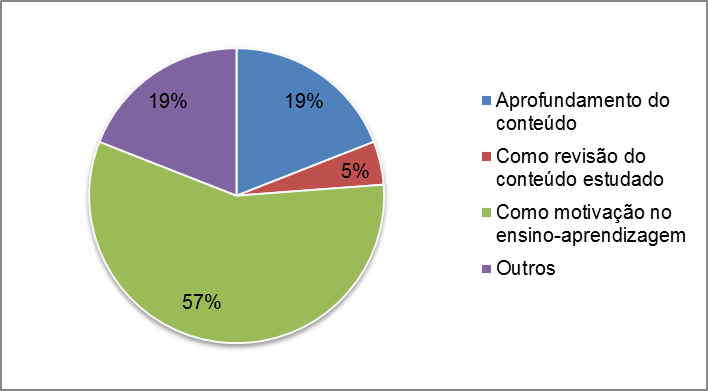 19%
19%
5%
57%
Aprofundamento do
conteúdo
Como revisão do
conteúdo estudado
Como motivação no
ensino-aprendizagem
Outros